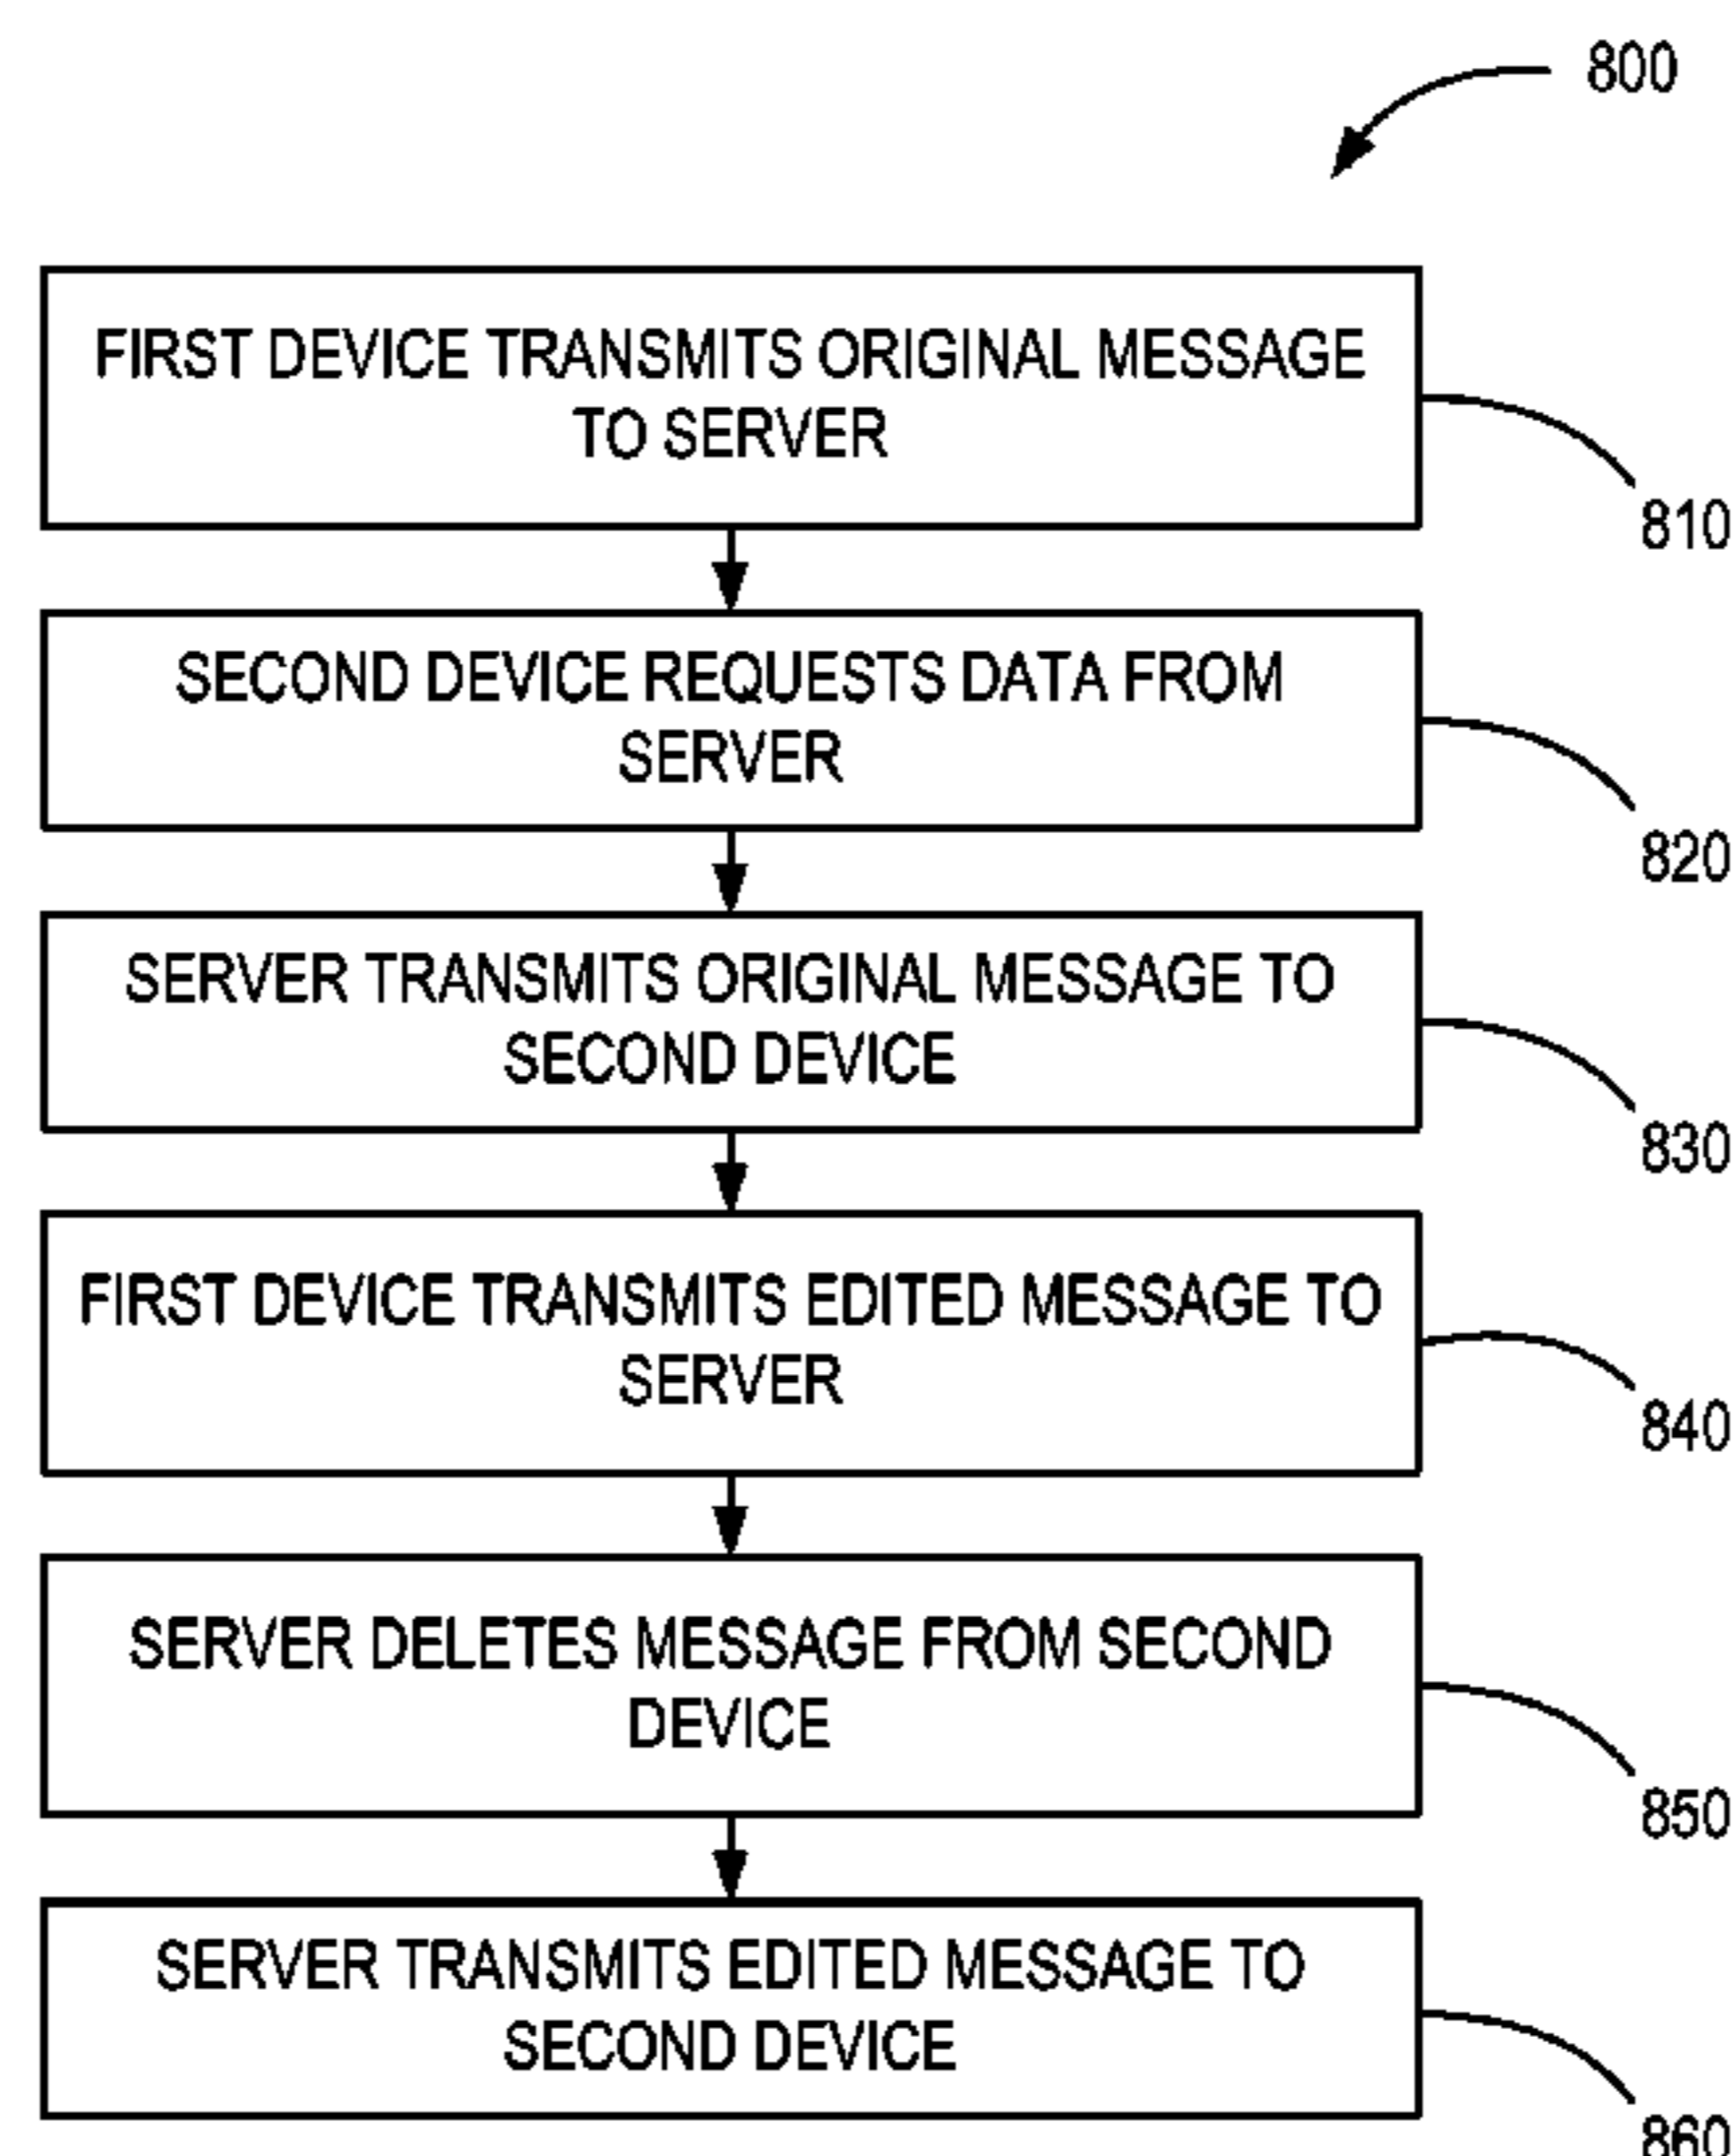 800
FIRST DEVICE TRANSMITS ORIGINAL MESSAGE
TO SERVER
810
SECOND DEVICE REQUESTS DATA FROM
SERVER
820
SERVER TRANSMITS ORIGINAL MESSAGE TO
SECOND DEVICE
830
FIRST DEVICE TRANSMITS EDITED MESSAGE TO
SERVER
840
SERVER DELETES MESSAGE FROM SECOND
DEVICE
850
SERVER TRANSMITS EDITED MESSAGE TO
SECOND DEVICE
860